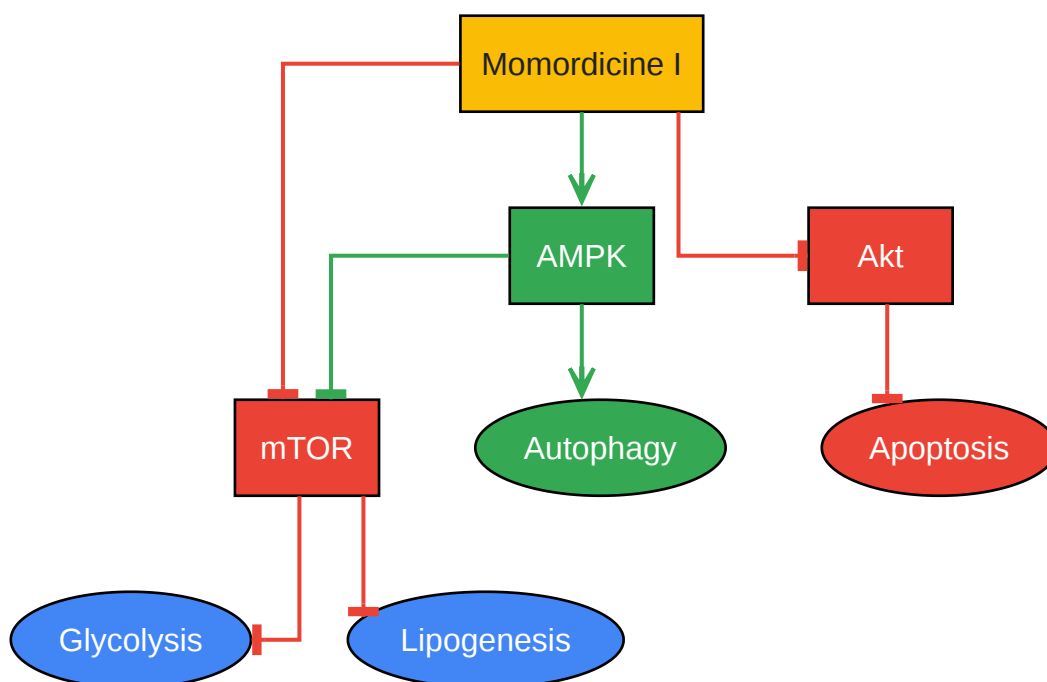 Momordicine I
AMPK
Akt
mTOR
Autophagy
Apoptosis
Glycolysis
Lipogenesis